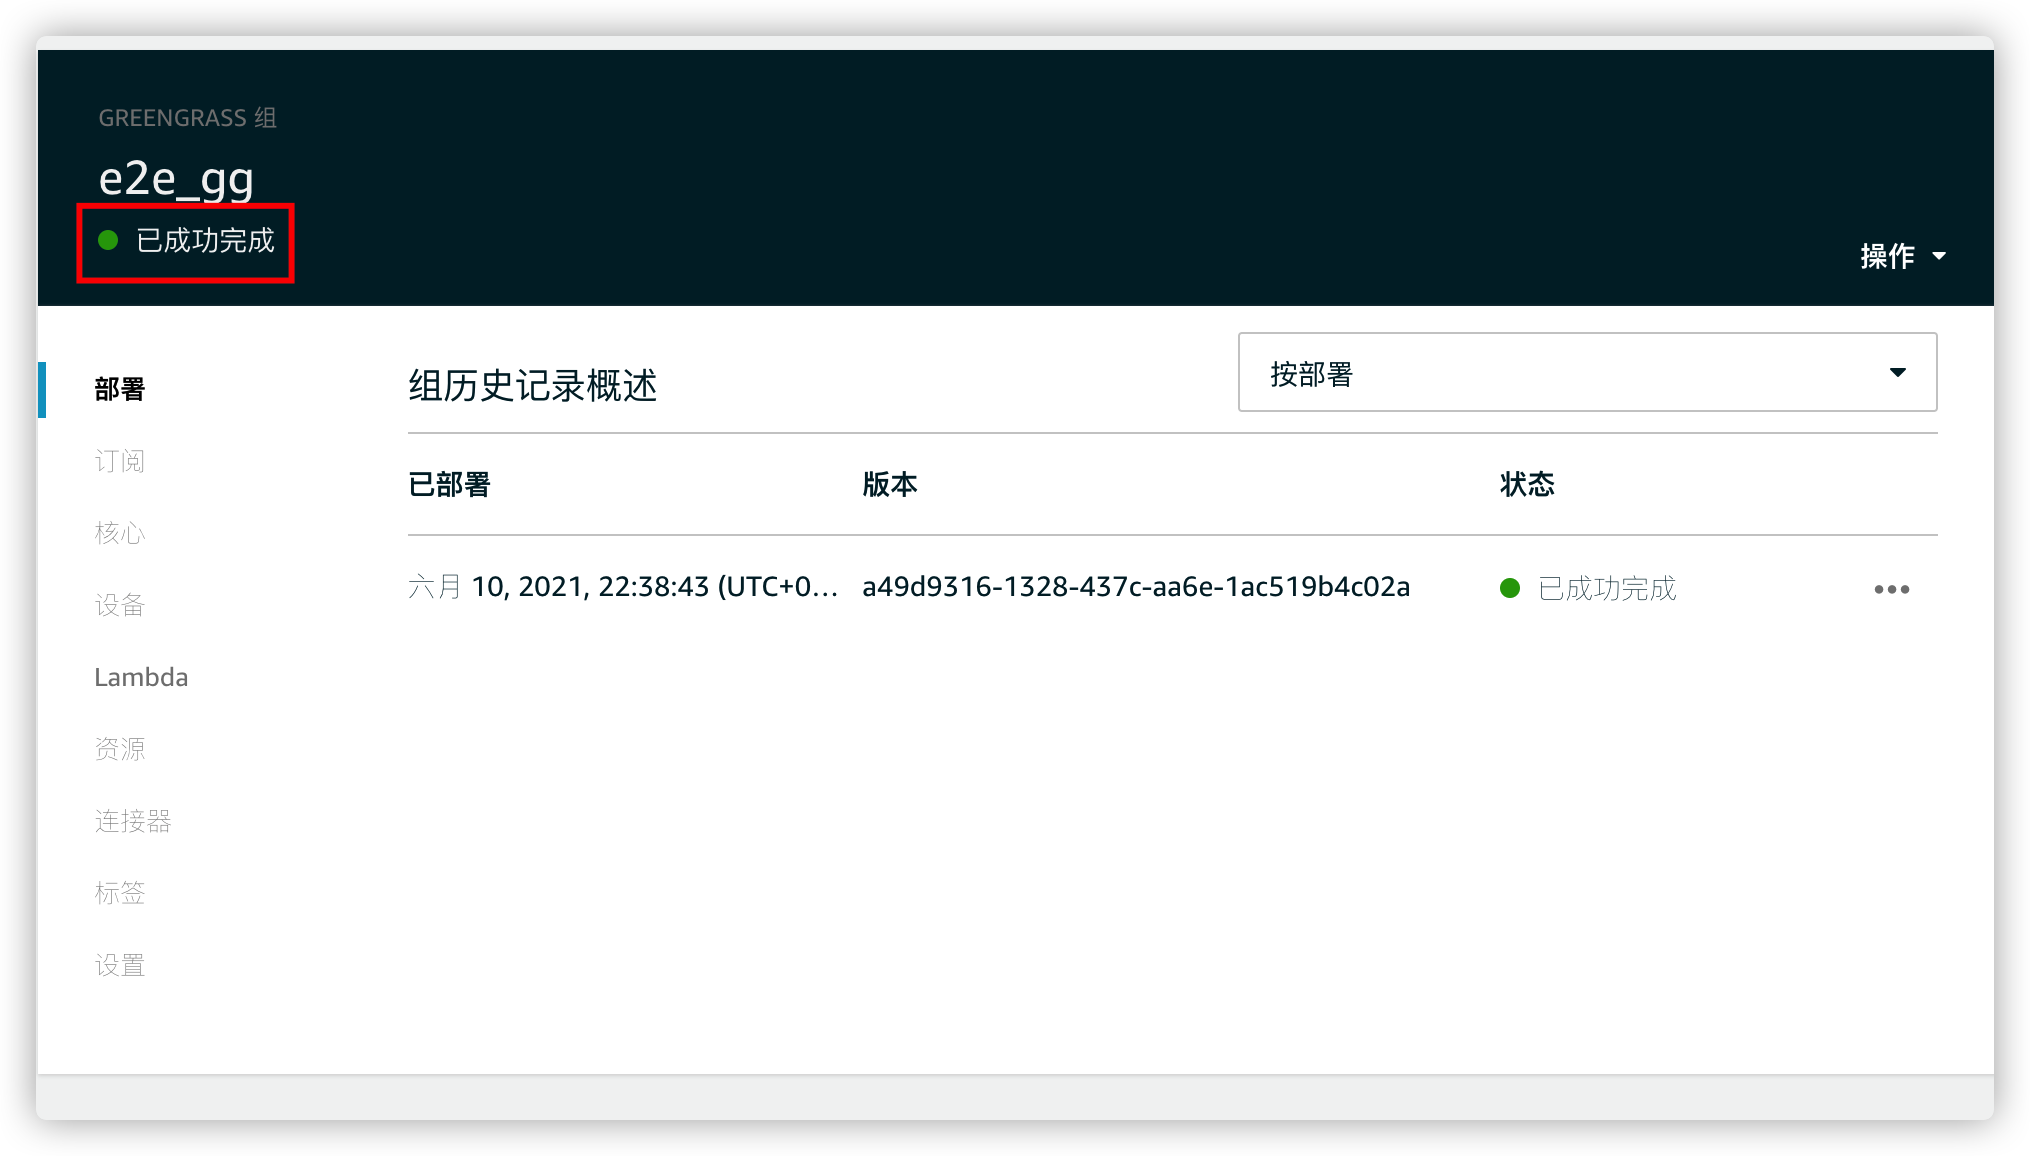 GREENGRASS 组
e2e_gg
已成功完成
操作
部署
订阅
核心
设备
Lambda
资源
连接器
标签
设置
组历史记录概述
按部署
已部署 版本 状态
六月 10, 2021, 22:38:43 (UTC+0... a49d9316-1328-437c-aa6e-1ac519b4c02a 已成功完成